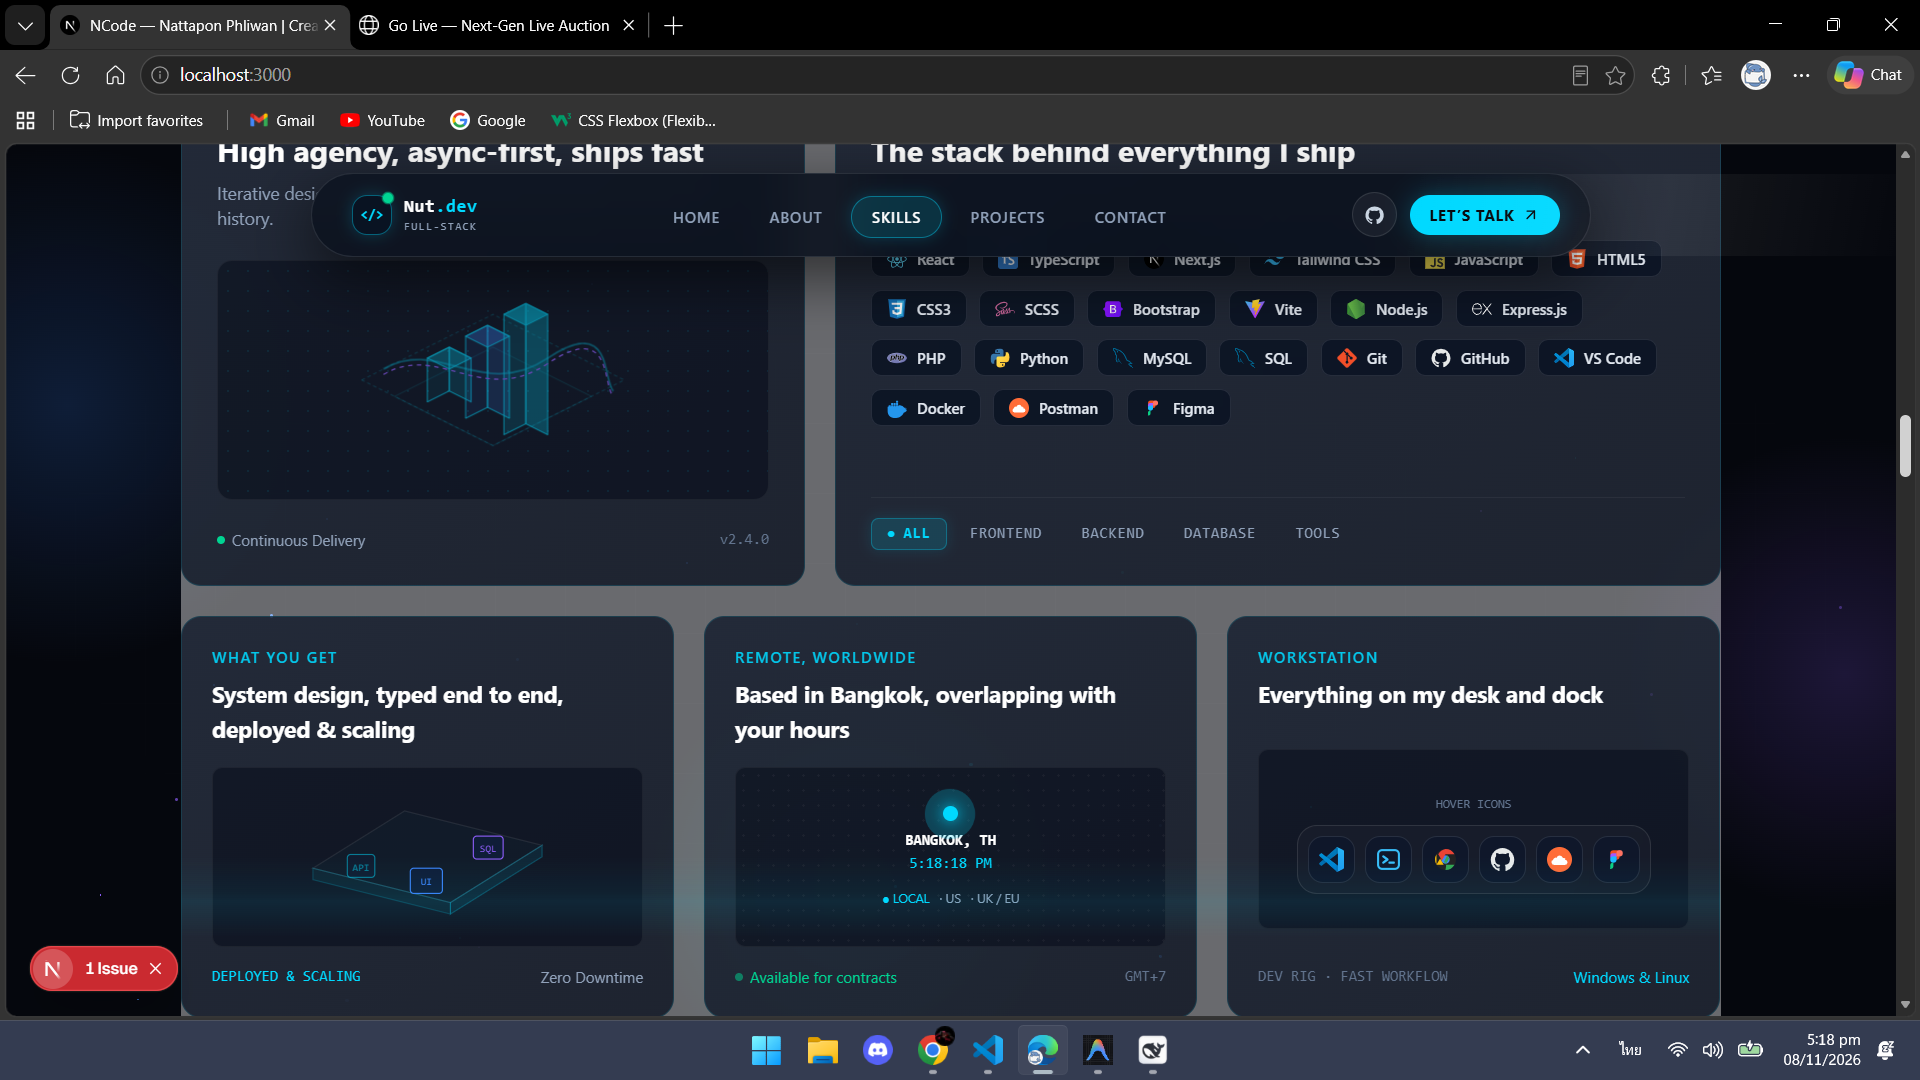 NCode — Nattapon Phliwan | Crea
Go Live — Next-Gen Live Auction
localhost:3000
Chat
Import favorites
Gmail
YouTube
Google
CSS Flexbox (Flexib...
High agency, async-first, ships fast
The stack behind everything I ship
Iterative desi
history.
</>
Nut.dev
FULL-STACK
HOME
ABOUT
SKILLS
PROJECTS
CONTACT
LET'S TALK
React
TypeScript
Next.js
Tailwind CSS
JavaScript
HTML5
CSS3
SCSS
Bootstrap
Vite
Node.js
Express.js
PHP
Python
MySQL
SQL
Git
GitHub
VS Code
Docker
Postman
Figma
Continuous Delivery
v2.4.0
ALL
FRONTEND
BACKEND
DATABASE
TOOLS
WHAT YOU GET
System design, typed end to end,
deployed & scaling
API
UI
SQL
DEPLOYED & SCALING
Zero Downtime
REMOTE, WORLDWIDE
Based in Bangkok, overlapping with
your hours
BANGKOK, TH
5:18:18 PM
● LOCAL · US · UK / EU
Available for contracts
GMT+7
WORKSTATION
Everything on my desk and dock
HOVER ICONS
DEV RIG · FAST WORKFLOW
Windows & Linux
N
1 Issue
ไทย
5:18 pm
08/11/2026